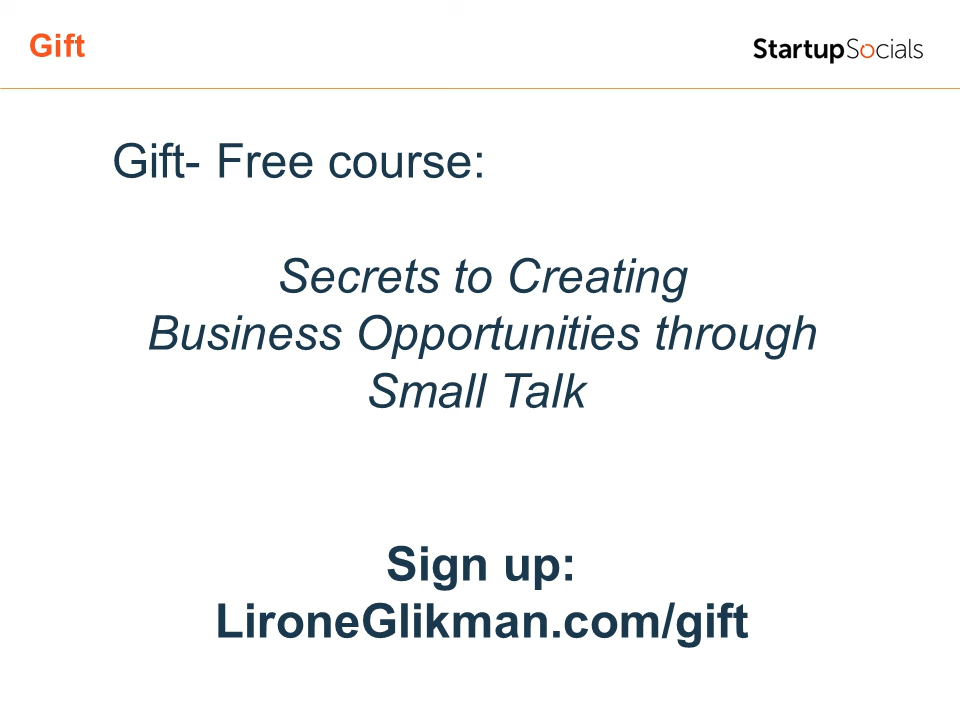 Gift
StartupSocials
Gift- Free course:
Secrets to Creating
Business Opportunities through
Small Talk
Sign up:
LironeGlikman.com/gift